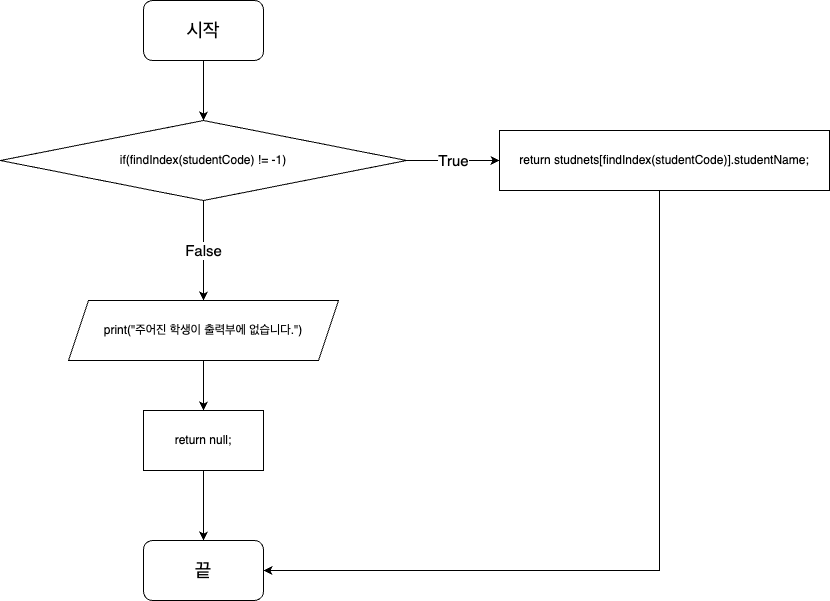 시작
if(findIndex(studentCode) != -1)
True
return studnets[findIndex(studentCode)].studentName;
False
print("주어진 학생이 출력부에 없습니다.")
return null;
끝